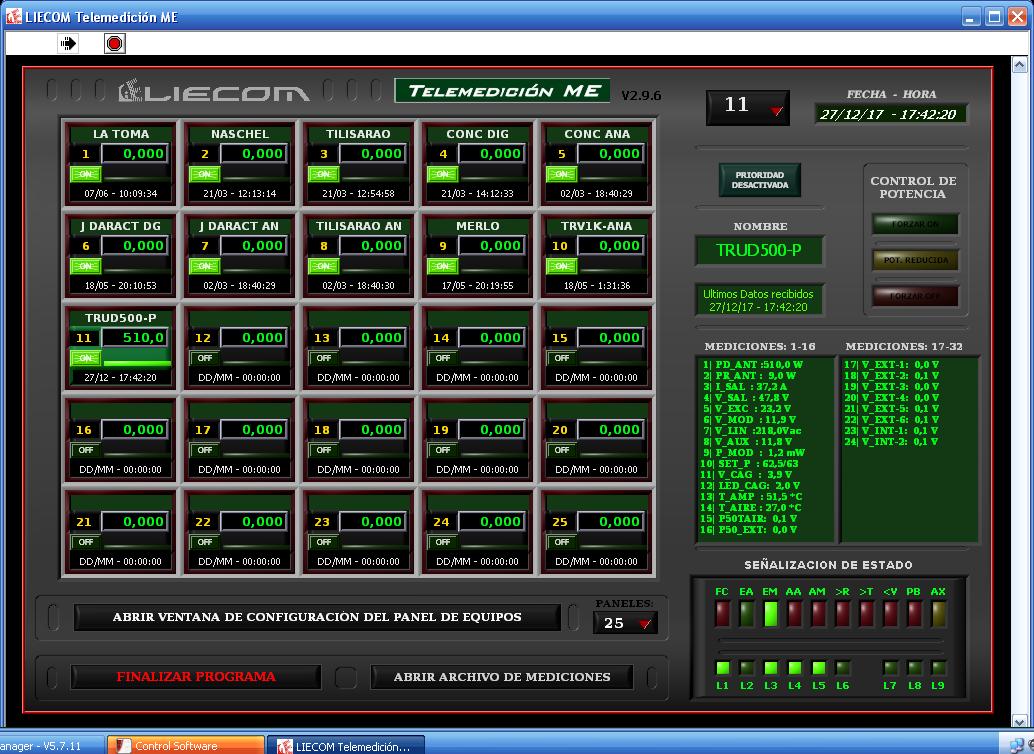 LIECOM Telemedición ME
LIECOM
TELEMEDICIÓN ME
V2.9.6
11
FECHA - HORA
27/12/17 - 17:42:20
LA TOMA
1 0,000
ON
07/06 - 10:09:34
NASCHEL
2 0,000
ON
21/03 - 12:13:14
TILISARAO
3 0,000
ON
21/03 - 12:54:58
CONC DIG
4 0,000
ON
21/03 - 14:12:33
CONC ANA
5 0,000
ON
02/03 - 18:40:29
J DARACT DG
6 0,000
ON
18/05 - 20:10:53
J DARACT AN
7 0,000
ON
02/03 - 18:40:29
TILISARAO AN
8 0,000
ON
02/03 - 18:40:30
MERLO
9 0,000
ON
17/05 - 20:19:55
TRV1K-ANA
10 0,000
ON
18/05 - 1:31:36
TRUD500-P
11 510,0
ON
27/12 - 17:42:20
12 0,000
OFF
DD/MM - 00:00:00
13 0,000
OFF
DD/MM - 00:00:00
14 0,000
OFF
DD/MM - 00:00:00
15 0,000
OFF
DD/MM - 00:00:00
16 0,000
OFF
DD/MM - 00:00:00
17 0,000
OFF
DD/MM - 00:00:00
18 0,000
OFF
DD/MM - 00:00:00
19 0,000
OFF
DD/MM - 00:00:00
20 0,000
OFF
DD/MM - 00:00:00
21 0,000
OFF
DD/MM - 00:00:00
22 0,000
OFF
DD/MM - 00:00:00
23 0,000
OFF
DD/MM - 00:00:00
24 0,000
OFF
DD/MM - 00:00:00
25 0,000
OFF
DD/MM - 00:00:00
ABRIR VENTANA DE CONFIGURACIÓN DEL PANEL DE EQUIPOS
PANELES:
25
FINALIZAR PROGRAMA
ABRIR ARCHIVO DE MEDICIONES
PRIORIDAD
DESACTIVADA
NOMBRE
TRUD500-P
Ultimos Datos recibidos
27/12/17 - 17:42:20
CONTROL DE
POTENCIA
FORZAR ON
POT. REDUCIDA
FORZAR OFF
MEDICIONES: 1-16
1| PD_ANT :510,0 W
2| PR_ANT : 9,0 W
3| I_SAL : 37,2 A
4| V_SAL : 47,8 V
5| V_EXC : 23,2 V
6| V_MOD : 11,9 V
7| V_LIN :218,0Vac
8| V_AUX : 11,8 V
9| P_MOD : 1,2 mW
10| SET_P : 62,5/63
11| V_CAG : 3,9 V
12| LED_CAG: 2,0 V
13| T_AMP : 51,5 °C
14| T_AIRE : 27,0 °C
15| P50TAIR: 0,1 V
16| P50_EXT: 0,0 V
MEDICIONES: 17-32
17| V_EXT-1: 0,0 V
18| V_EXT-2: 0,1 V
19| V_EXT-3: 0,0 V
20| V_EXT-4: 0,0 V
21| V_EXT-5: 0,1 V
22| V_EXT-6: 0,1 V
23| V_INT-1: 0,1 V
24| V_INT-2: 0,1 V
SEÑALIZACION DE ESTADO
FC EA EM AA AM >R >T <V PB AX
L1 L2 L3 L4 L5 L6 L7 L8 L9
anager - V5.7.11
Control Software
LIECOM Telemedición...